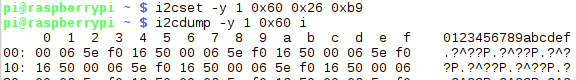 pi@raspberrypi ~ $ i2cset -y 1 0x60 0x26 0xb9
pi@raspberrypi ~ $ i2cdump -y 1 0x60 i
     0  1  2  3  4  5  6  7  8  9  a  b  c  d  e  f    0123456789abcdef
00: 00 06 5e f0 16 50 00 06 5e f0 16 50 00 06 5e f0    .?^??P.?^??P.?^?
10: 16 50 00 06 5e f0 16 50 00 06 5e f0 16 50 00 06    ?P.?^??P.?^??P.?